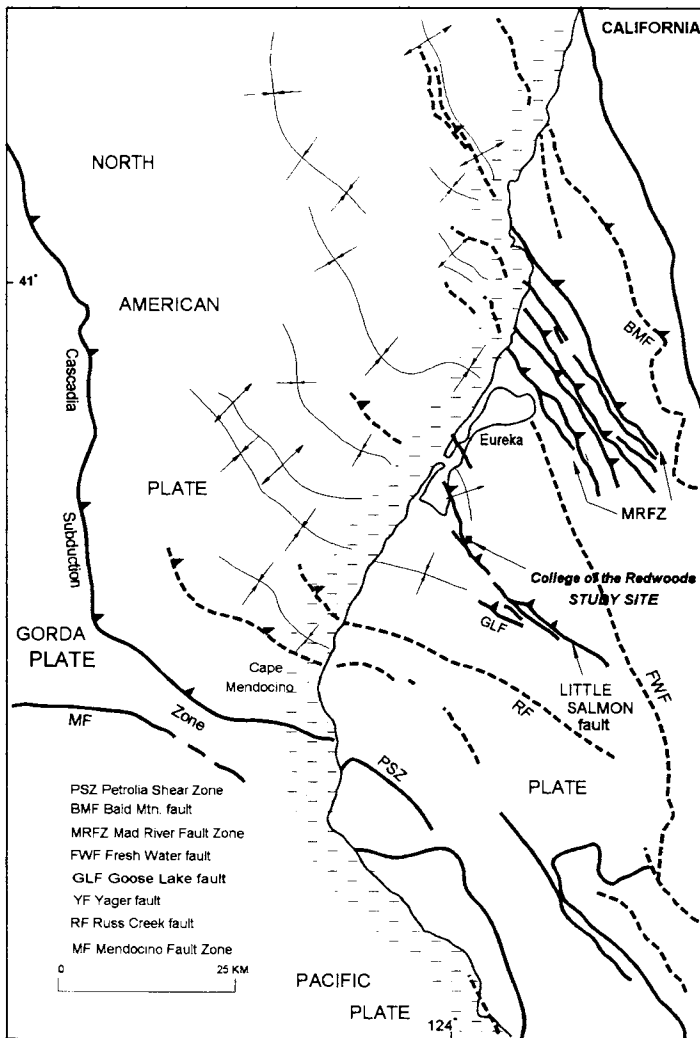 CALIFORNIA
NORTH
41°
AMERICAN
BMF
Cascadia
Eureka
PLATE
MRFZ
Subduction
College of the Redwoods
STUDY SITE
GLF
GORDA
PLATE
Cape
Mendocino
LITTLE
SALMON
fault
FWF
MF
Zone
RF
PSZ
PLATE
PSZ Petrolia Shear Zone
BMF Bald Mtn. fault
MRFZ Mad River Fault Zone
FWF Fresh Water fault
GLF Goose Lake fault
YF Yager fault
RF Russ Creek fault
MF Mendocino Fault Zone
0 25 KM
PACIFIC
PLATE
124°